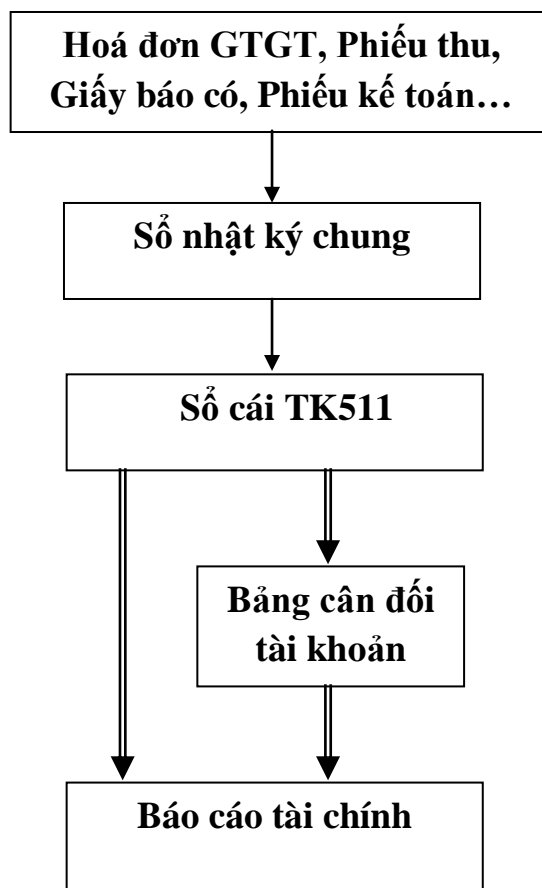 Hoá đơn GTGT, Phiếu thu,
Giấy báo có, Phiếu kế toán…
Sổ nhật ký chung
Sổ cái TK511
Bảng cân đối
tài khoản
Báo cáo tài chính